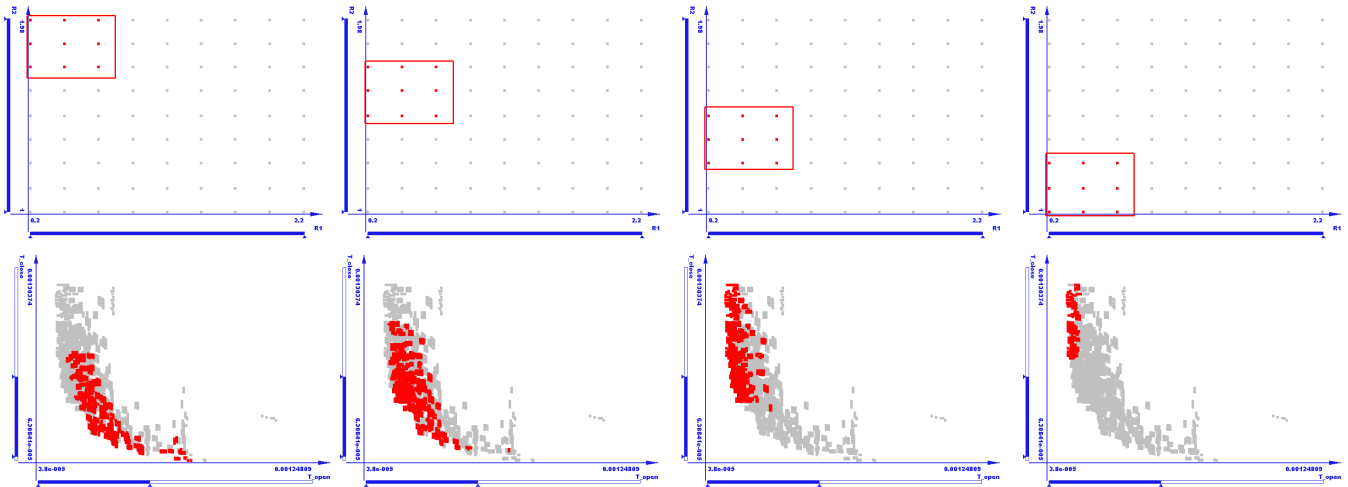 R2
1.98
1
0.2
2.2
R1
R2
1.98
1
0.2
2.2
R1
R2
1.98
1
0.2
2.2
R1
R2
1.98
1
0.2
2.2
R1
T_close
0.00130374
6.30841e-005
3.8e-005
0.00124809
T_open
T_close
0.00130374
6.30841e-005
3.8e-005
0.00124809
T_open
T_close
0.00130374
6.30841e-005
3.8e-005
0.00124809
T_open
T_close
0.00130374
6.30841e-005
3.8e-005
0.00124809
T_open